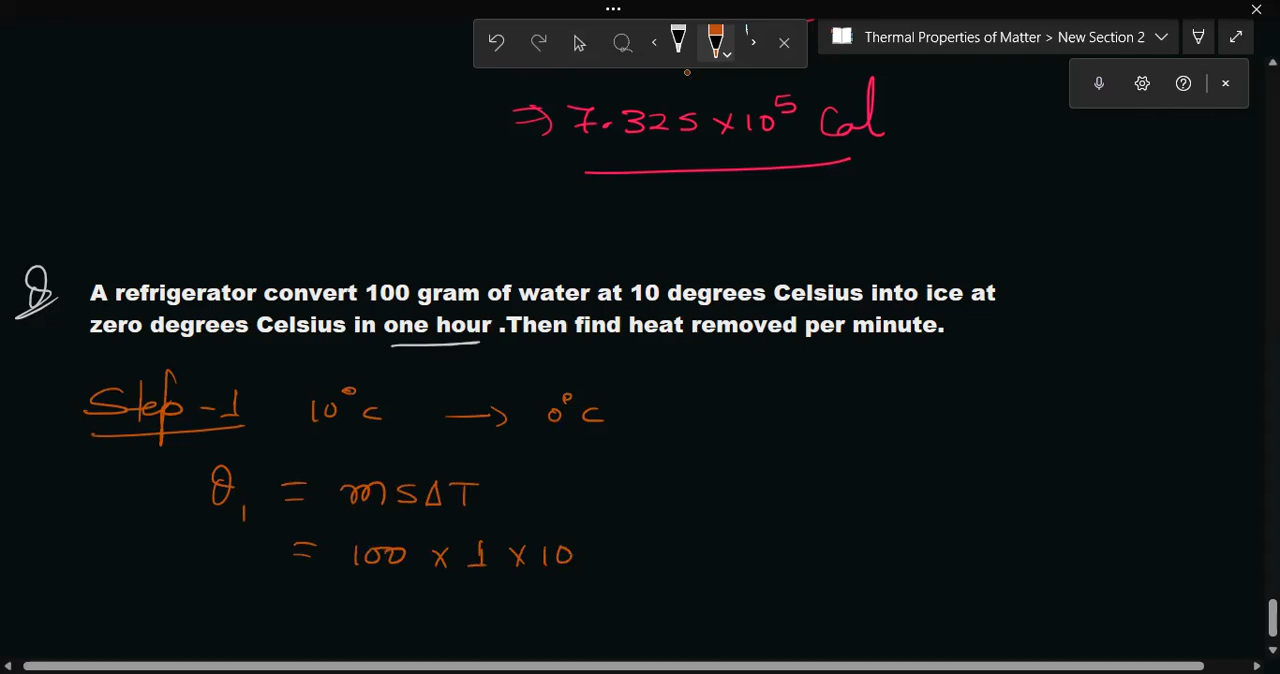 Thermal Properties of Matter > New Section 2
⇒ 7.325 × 10⁵ Cal
Q
A refrigerator convert 100 gram of water at 10 degrees Celsius into ice at
zero degrees Celsius in one hour .Then find heat removed per minute.
Step - 1 10°c → 0°c
Q₁ = msΔT
= 100 × 1 × 10